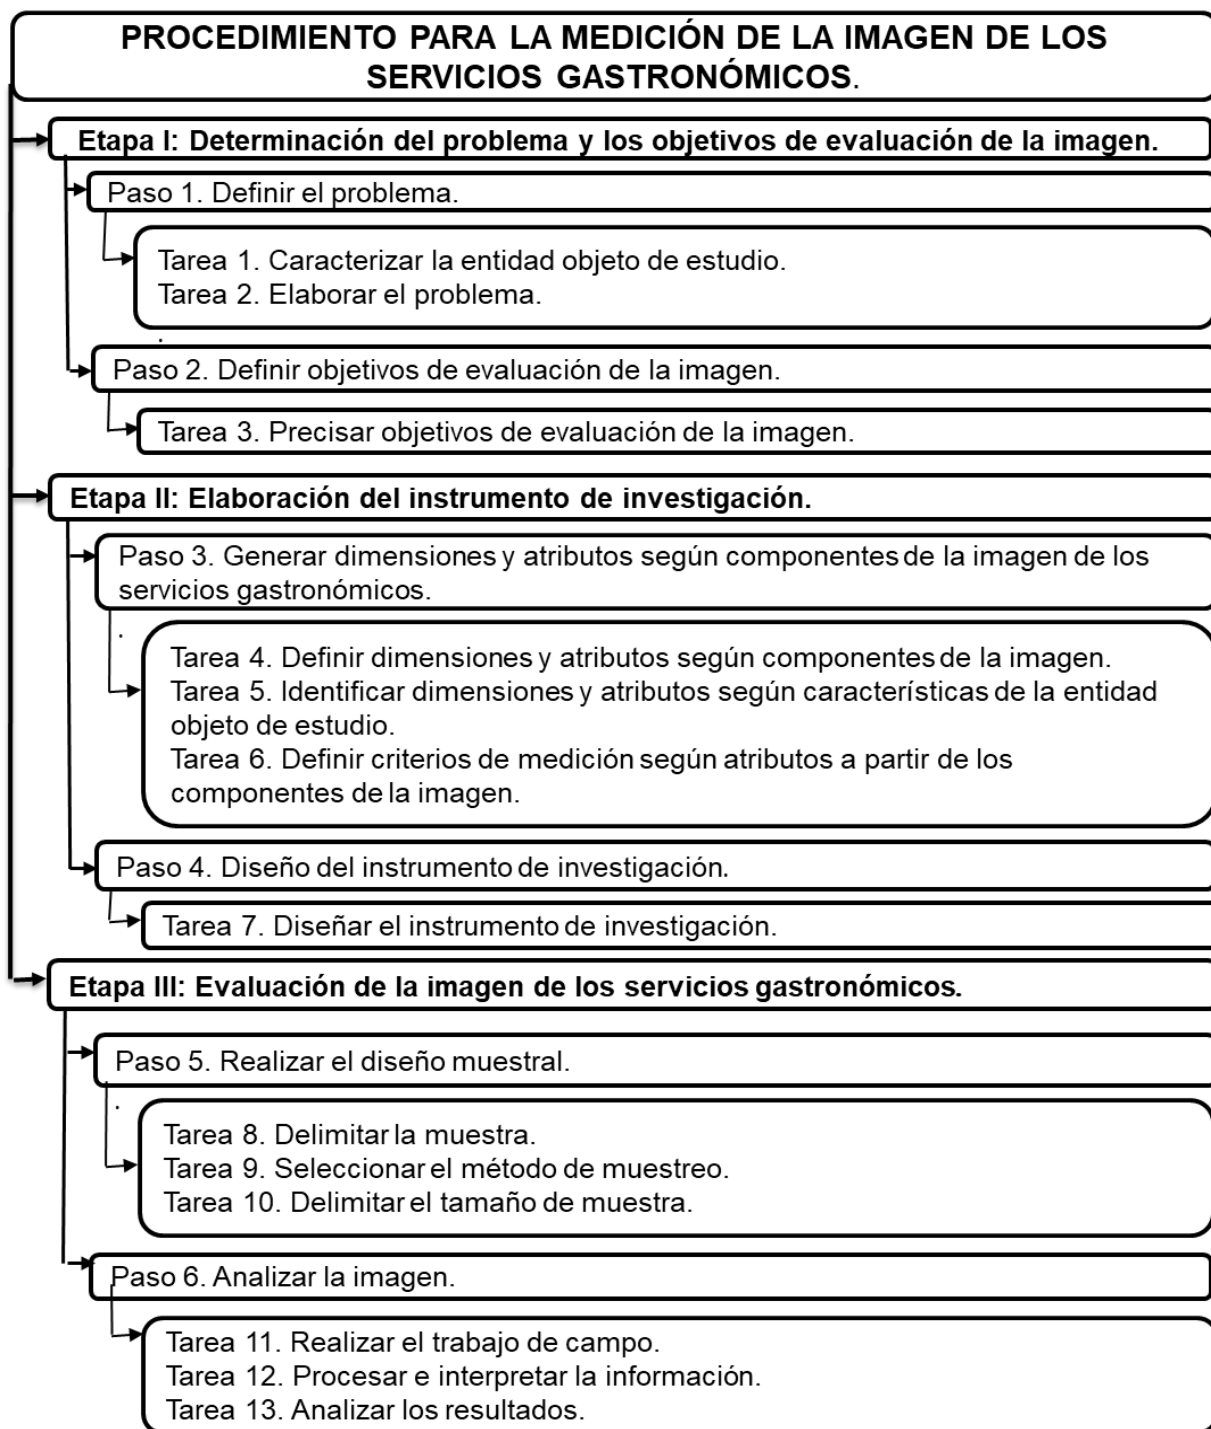 PROCEDIMIENTO PARA LA MEDICIÓN DE LA IMAGEN DE LOS
SERVICIOS GASTRONÓMICOS.
Etapa I: Determinación del problema y los objetivos de evaluación de la imagen.
Paso 1. Definir el problema.
Tarea 1. Caracterizar la entidad objeto de estudio.
Tarea 2. Elaborar el problema.
Paso 2. Definir objetivos de evaluación de la imagen.
Tarea 3. Precisar objetivos de evaluación de la imagen.
Etapa II: Elaboración del instrumento de investigación.
Paso 3. Generar dimensiones y atributos según componentes de la imagen de los
servicios gastronómicos.
Tarea 4. Definir dimensiones y atributos según componentes de la imagen.
Tarea 5. Identificar dimensiones y atributos según características de la entidad
objeto de estudio.
Tarea 6. Definir criterios de medición según atributos a partir de los
componentes de la imagen.
Paso 4. Diseño del instrumento de investigación.
Tarea 7. Diseñar el instrumento de investigación.
Etapa III: Evaluación de la imagen de los servicios gastronómicos.
Paso 5. Realizar el diseño muestral.
Tarea 8. Delimitar la muestra.
Tarea 9. Seleccionar el método de muestreo.
Tarea 10. Delimitar el tamaño de muestra.
Paso 6. Analizar la imagen.
Tarea 11. Realizar el trabajo de campo.
Tarea 12. Procesar e interpretar la información.
Tarea 13. Analizar los resultados.